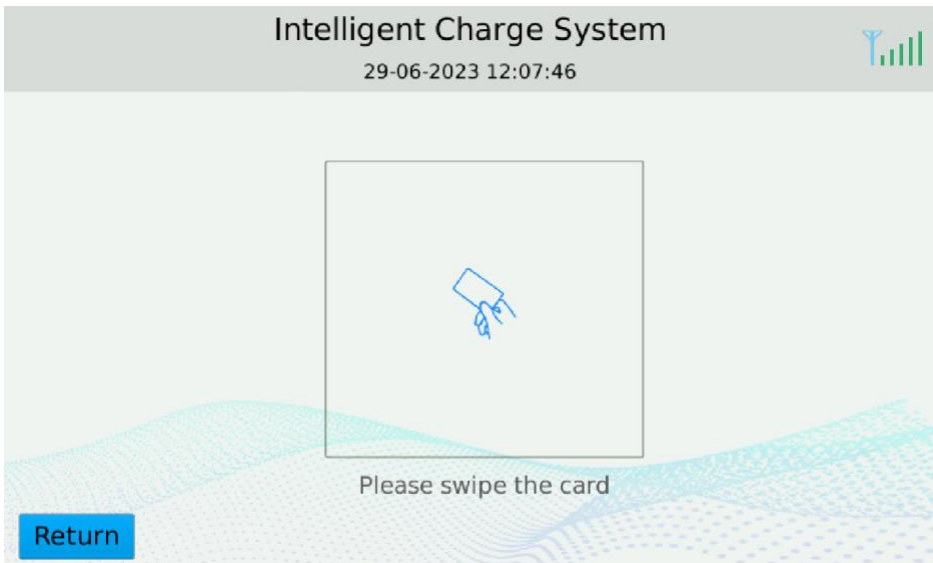 Intelligent Charge System
29-06-2023 12:07:46
Please swipe the card
Return